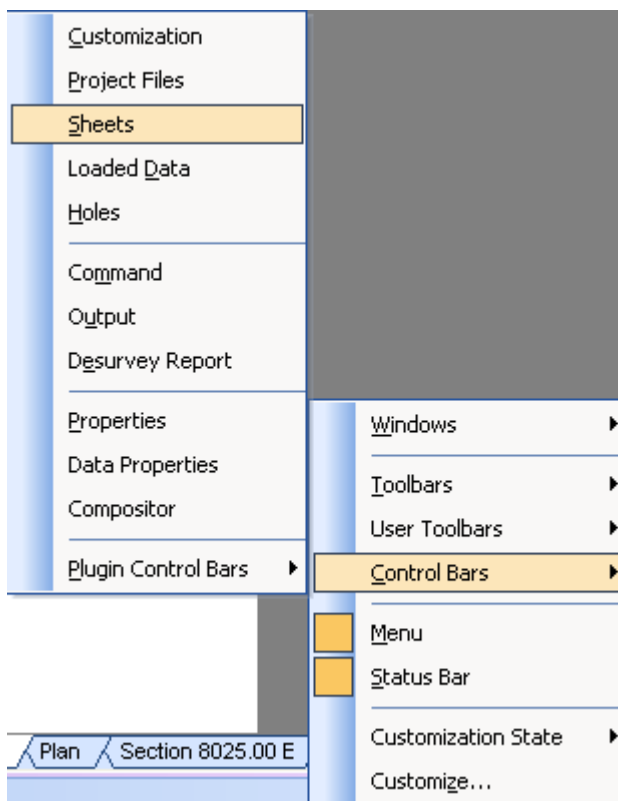 Customization
Project Files
Sheets
Loaded Data
Holes
Command
Output
Desurvey Report
Properties
Data Properties
Compositor
Plugin Control Bars
Windows
Toolbars
User Toolbars
Control Bars
Menu
Status Bar
Customization State
Customize...
Plan
Section 8025.00 E